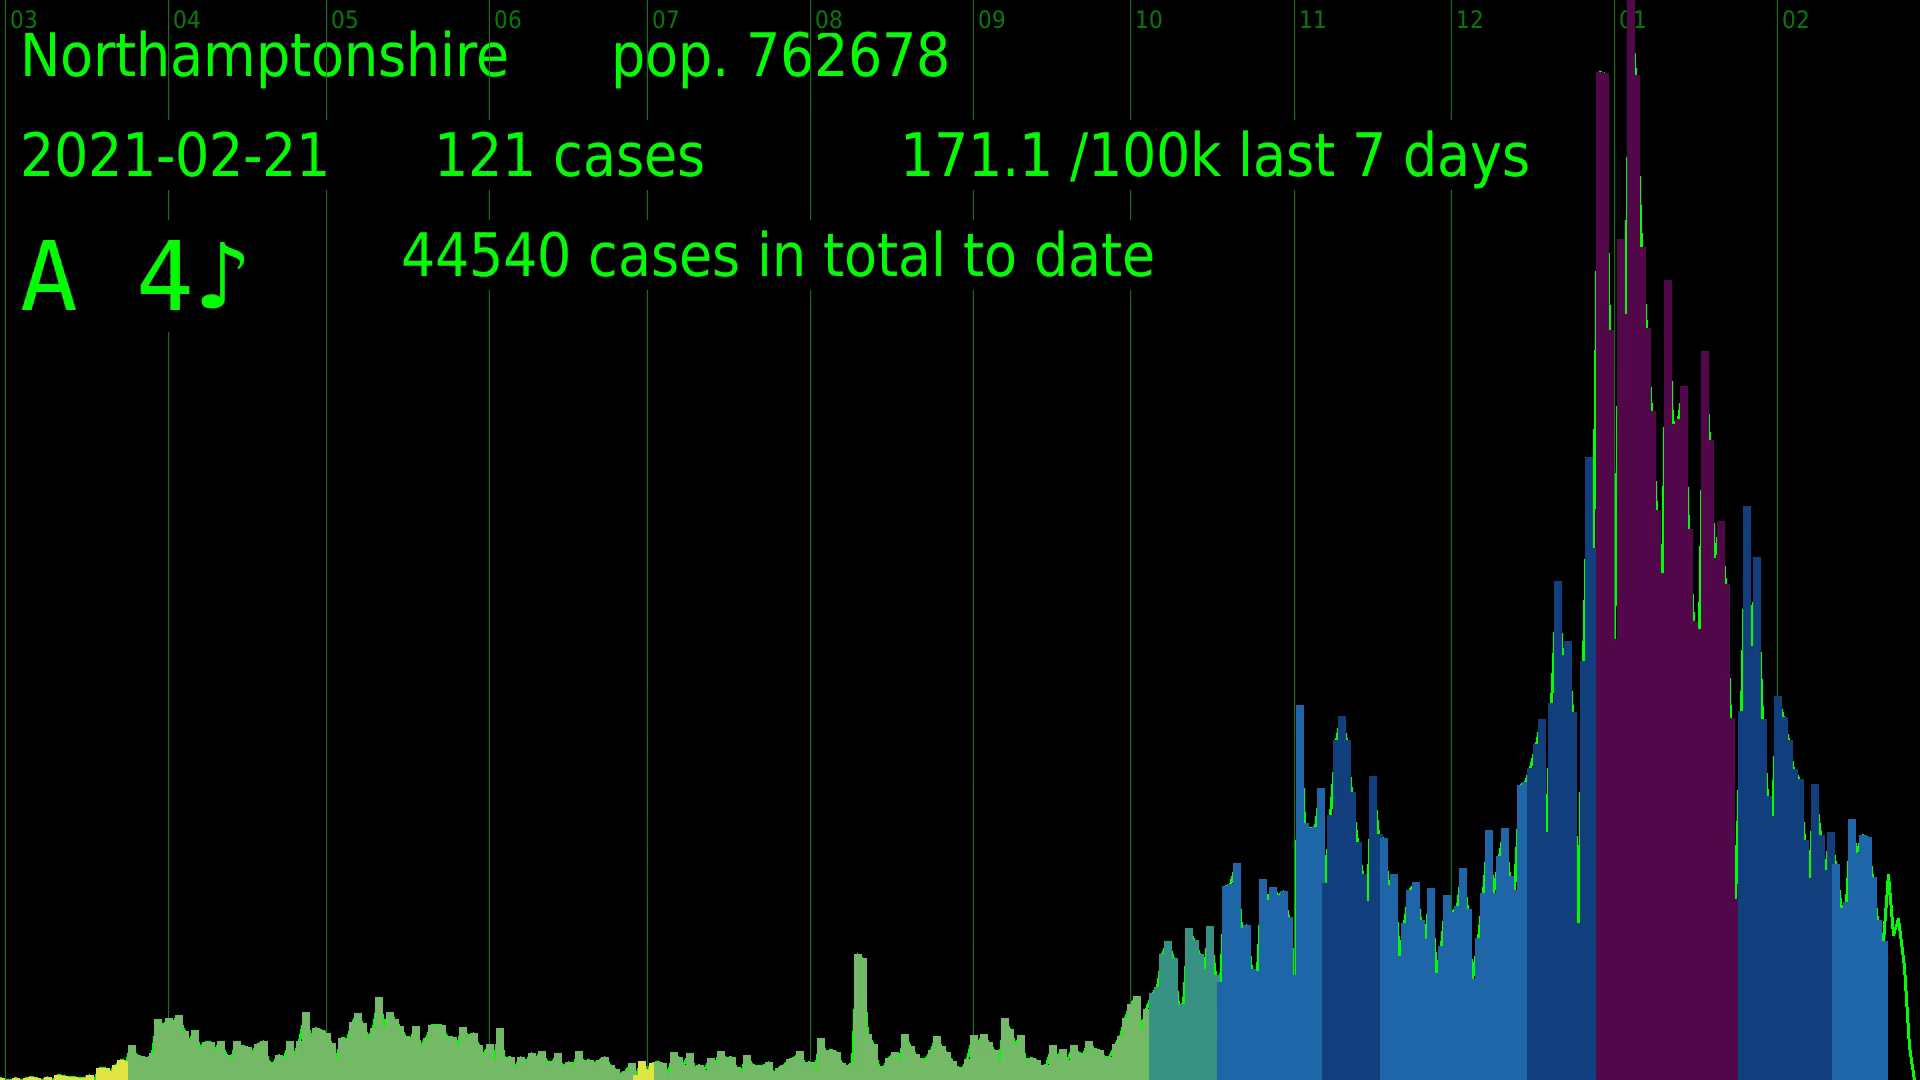 03 04 05 06 07 08 09 10 11 12 01 02
Northamptonshire pop. 762678
2021-02-21 121 cases 171.1 /100k last 7 days
A 4♪ 44540 cases in total to date